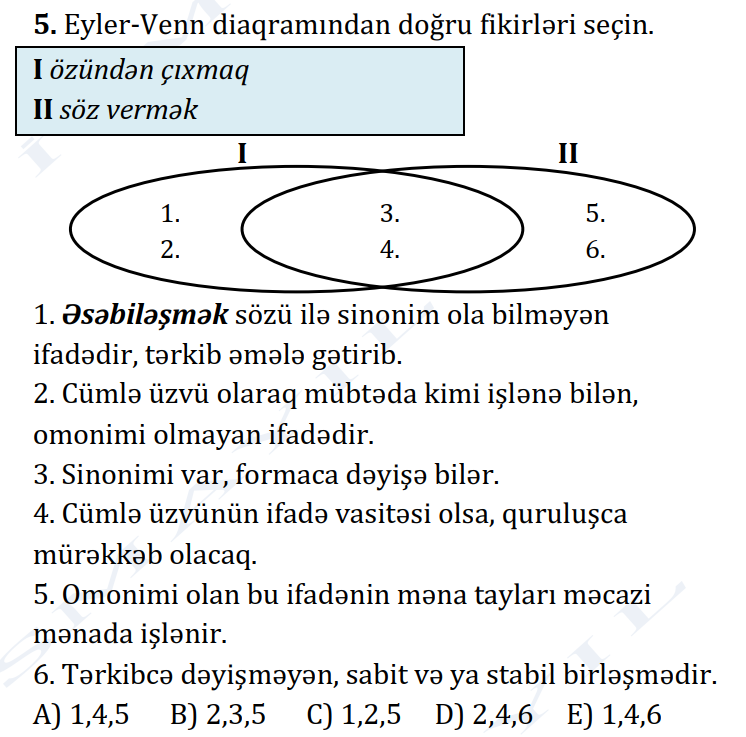 5. Eyler-Venn diaqramından doğru fikirləri seçin.
I özündən çıxmaq
II söz vermək
I II
1. 3. 5.
2. 4. 6.
1. Əsəbiləşmək sözü ilə sinonim ola bilməyən
ifadədir, tərkib əmələ gətirib.
2. Cümlə üzvü olaraq mübtəda kimi işlənə bilən,
omonimi olmayan ifadədir.
3. Sinonimi var, formaca dəyişə bilər.
4. Cümlə üzvünün ifadə vasitəsi olsa, quruluşca
mürəkkəb olacaq.
5. Omonimi olan bu ifadənin məna tayları məcazi
mənada işlənir.
6. Tərkibcə dəyişməyən, sabit və ya stabil birləşmədir.
A) 1,4,5 B) 2,3,5 C) 1,2,5 D) 2,4,6 E) 1,4,6